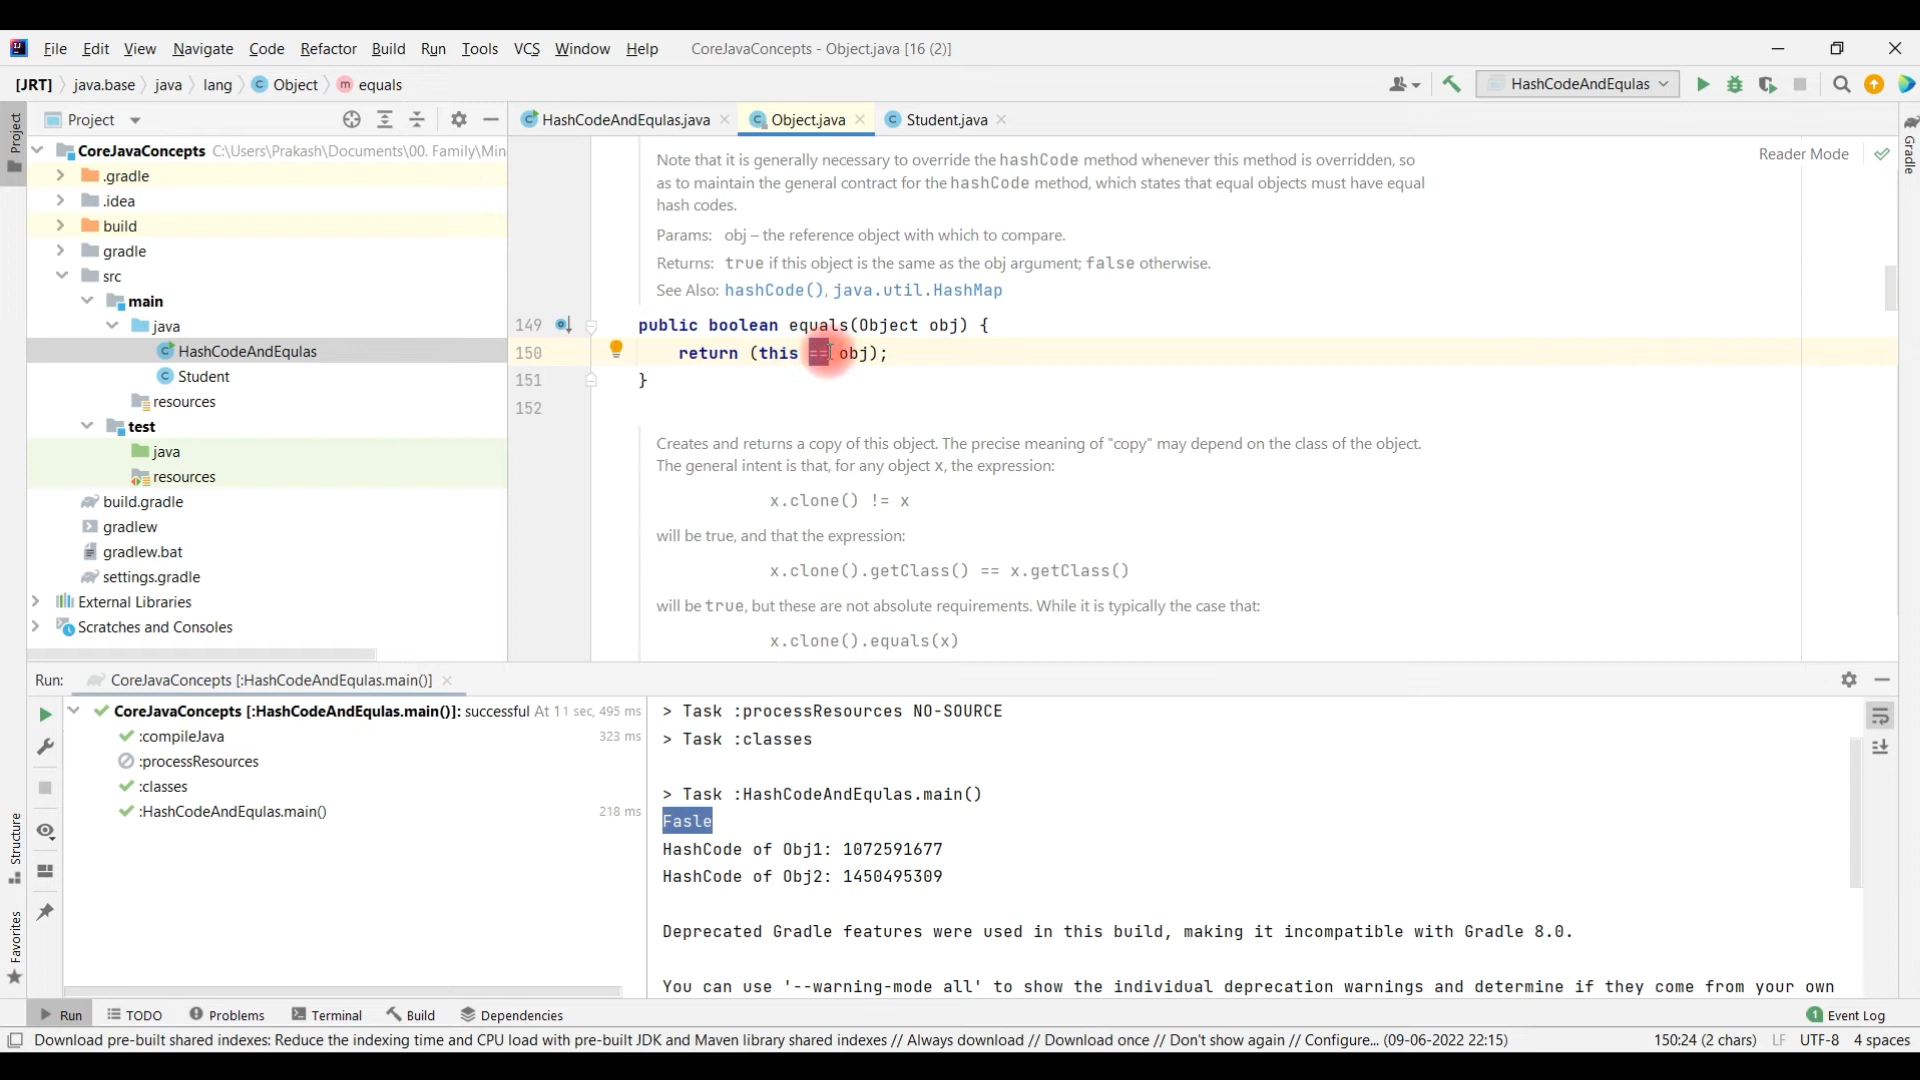 File Edit View Navigate Code Refactor Build Run Tools VCS Window Help CoreJavaConcepts - Object.java [16 (2)]
[JRT] java.base java lang Object equals HashCodeAndEqulas
Project
HashCodeAndEqulas.java Object.java Student.java
Project
CoreJavaConcepts C:\Users\Prakash\Documents\00. Family\Min
.gradle
.idea
build
gradle
src
main
java
HashCodeAndEqulas
Student
resources
test
java
resources
build.gradle
gradlew
gradlew.bat
settings.gradle
External Libraries
Scratches and Consoles
Reader Mode
Gradle
Note that it is generally necessary to override the hashCode method whenever this method is overridden, so
as to maintain the general contract for the hashCode method, which states that equal objects must have equal
hash codes.
Params: obj – the reference object with which to compare.
Returns: true if this object is the same as the obj argument; false otherwise.
See Also: hashCode(), java.util.HashMap
149 public boolean equals(Object obj) {
150 return (this == obj);
151 }
152
Creates and returns a copy of this object. The precise meaning of "copy" may depend on the class of the object.
The general intent is that, for any object x, the expression:
x.clone() != x
will be true, and that the expression:
x.clone().getClass() == x.getClass()
will be true, but these are not absolute requirements. While it is typically the case that:
x.clone().equals(x)
Run: CoreJavaConcepts [:HashCodeAndEqulas.main()]
CoreJavaConcepts [:HashCodeAndEqulas.main()]: successful At 1 1 sec, 495 ms
:compileJava 323 ms
:processResources
:classes
:HashCodeAndEqulas.main() 218 ms
> Task :processResources NO-SOURCE
> Task :classes
> Task :HashCodeAndEqulas.main()
Fasle
HashCode of Obj1: 1072591677
HashCode of Obj2: 1450495309
Deprecated Gradle features were used in this build, making it incompatible with Gradle 8.0.
You can use '--warning-mode all' to show the individual deprecation warnings and determine if they come from your own
Structure
Favorites
Run TODO Problems Terminal Build Dependencies 1 Event Log
Download pre-built shared indexes: Reduce the indexing time and CPU load with pre-built JDK and Maven library shared indexes // Always download // Download once // Don't show again // Configure... (09-06-2022 22:15) 150:24 (2 chars) LF UTF-8 4 spaces